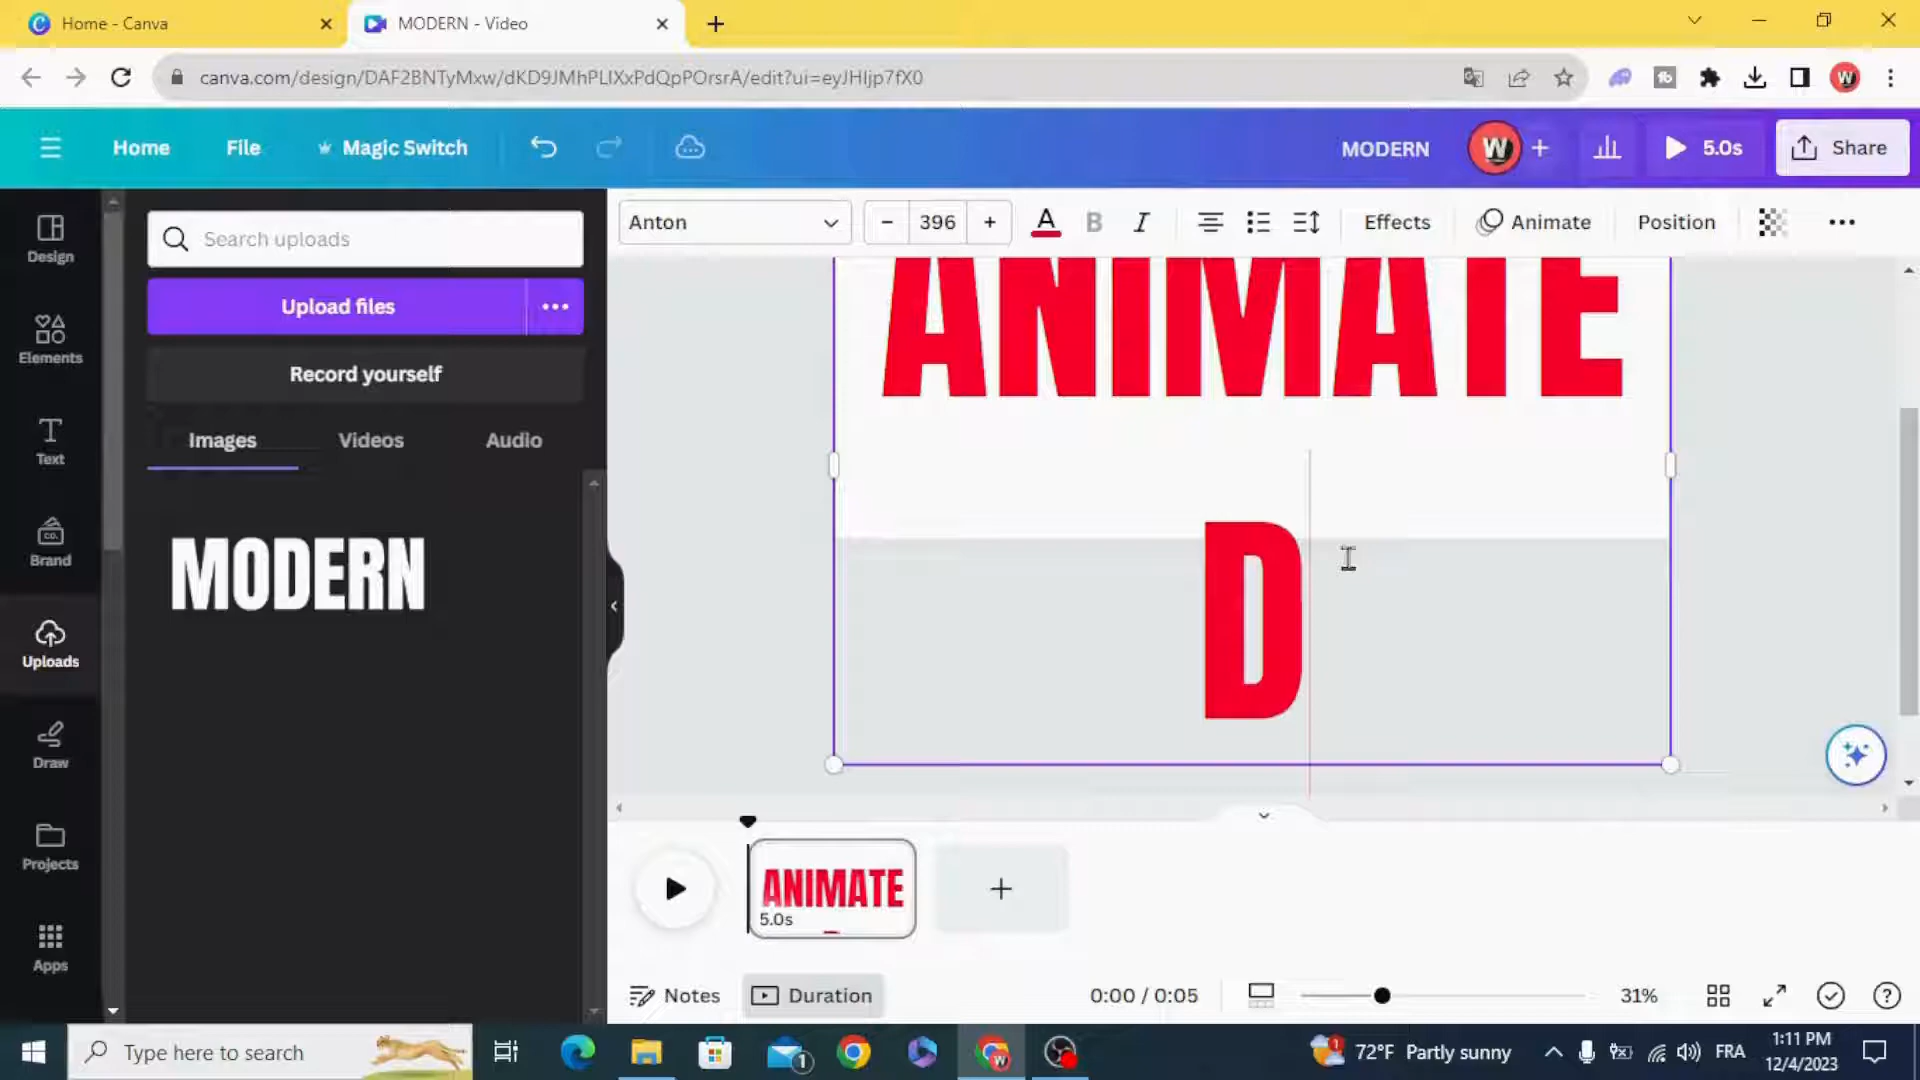 Home - Canva
MODERN - Video
canva.com/design/DAF2BNTyMxw/dKD9JMhPLIXxPdQpPOrsrA/edit?ui=eyJHIjp7fX0
Home
File
Magic Switch
MODERN
W
5.0s
Share
Design
Elements
Text
Brand
Uploads
Draw
Projects
Apps
Search uploads
Upload files
Record yourself
Images
Videos
Audio
MODERN
Anton
396
Effects
Animate
Position
ANIMATE
D
ANIMATE
5.0s
Notes
Duration
0:00 / 0:05
31%
Type here to search
72°F Partly sunny
FRA
1:11 PM
12/4/2023